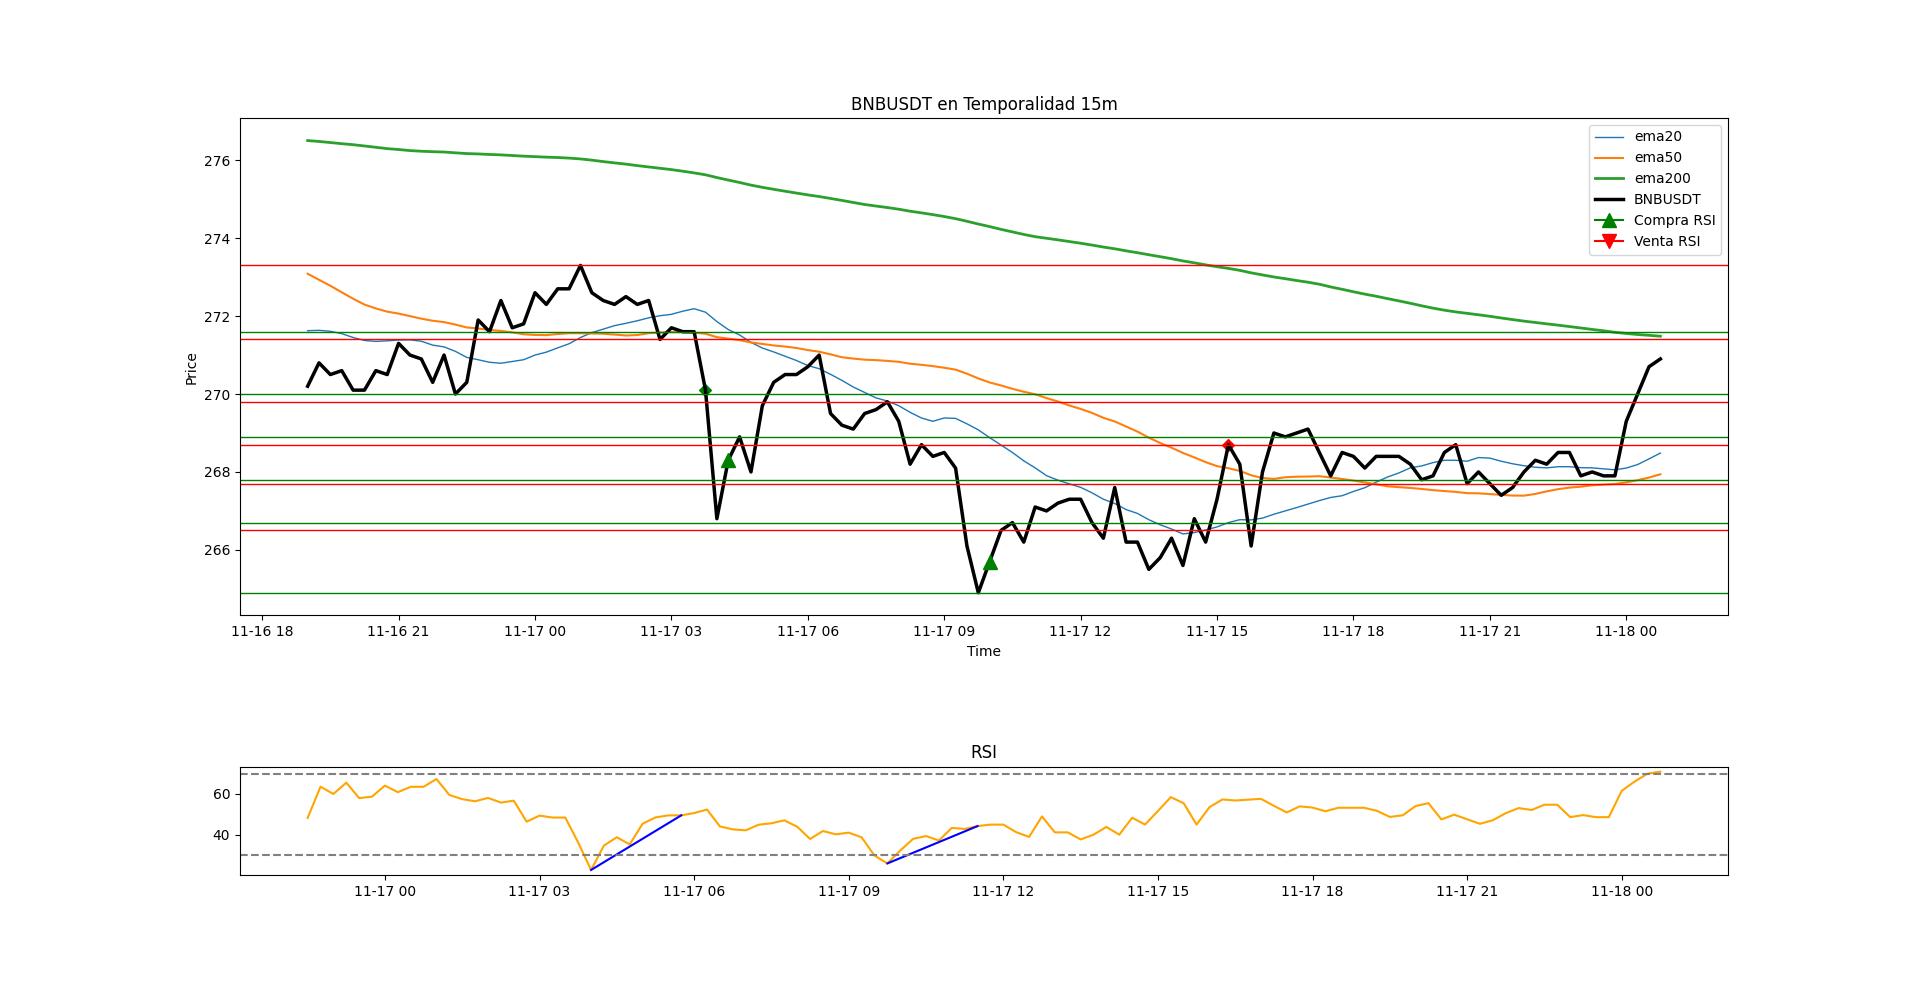 BNBUSDT en Temporalidad 15m
ema20
ema50
ema200
BNBUSDT
Compra RSI
Venta RSI
276
274
272
270
268
266
Price
11-16 18 11-16 21 11-17 00 11-17 03 11-17 06 11-17 09 11-17 12 11-17 15 11-17 18 11-17 21 11-18 00
Time
RSI
60
40
11-17 00 11-17 03 11-17 06 11-17 09 11-17 12 11-17 15 11-17 18 11-17 21 11-18 00